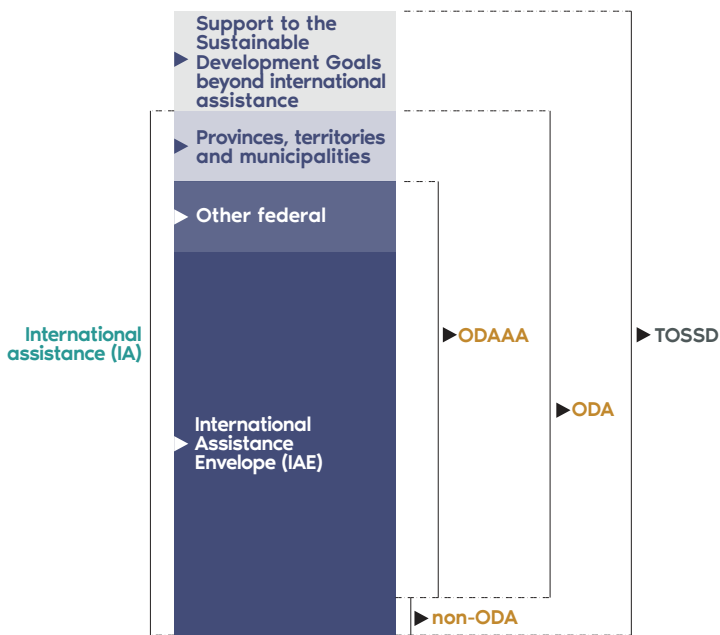 Support to the
Sustainable
Development Goals
beyond international
assistance
Provinces, territories
and municipalities
Other federal
International
assistance (IA)
ODAAA
TOSSD
ODA
International
Assistance
Envelope (IAE)
non-ODA